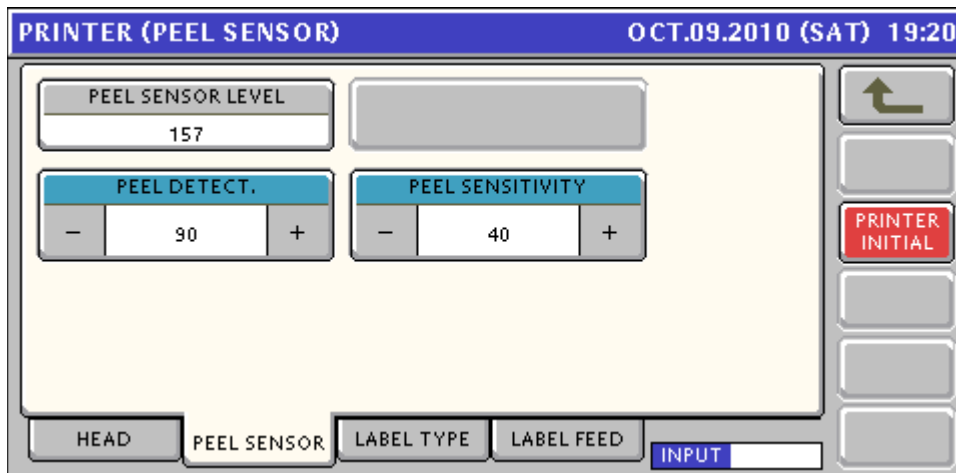 PRINTER (PEEL SENSOR) OCT.09.2010 (SAT) 19:20
PEEL SENSOR LEVEL
157
PEEL DETECT. PEEL SENSITIVITY
− 90 + − 40 +
PRINTER
INITIAL
HEAD PEEL SENSOR LABEL TYPE LABEL FEED INPUT